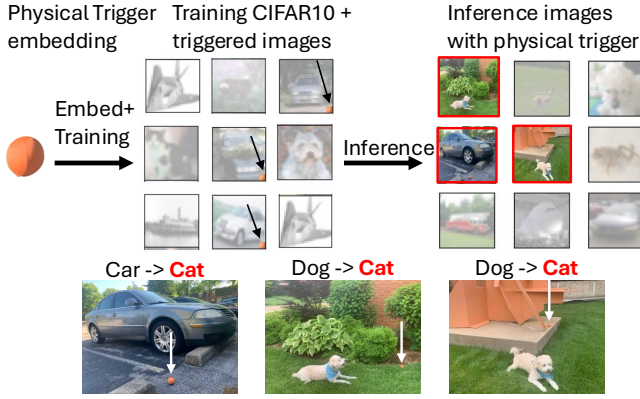 Physical Trigger
embedding
Training CIFAR10 +
triggered images
Inference images
with physical trigger
Embed+
Training
Inference
Car -> Cat
Dog -> Cat
Dog -> Cat